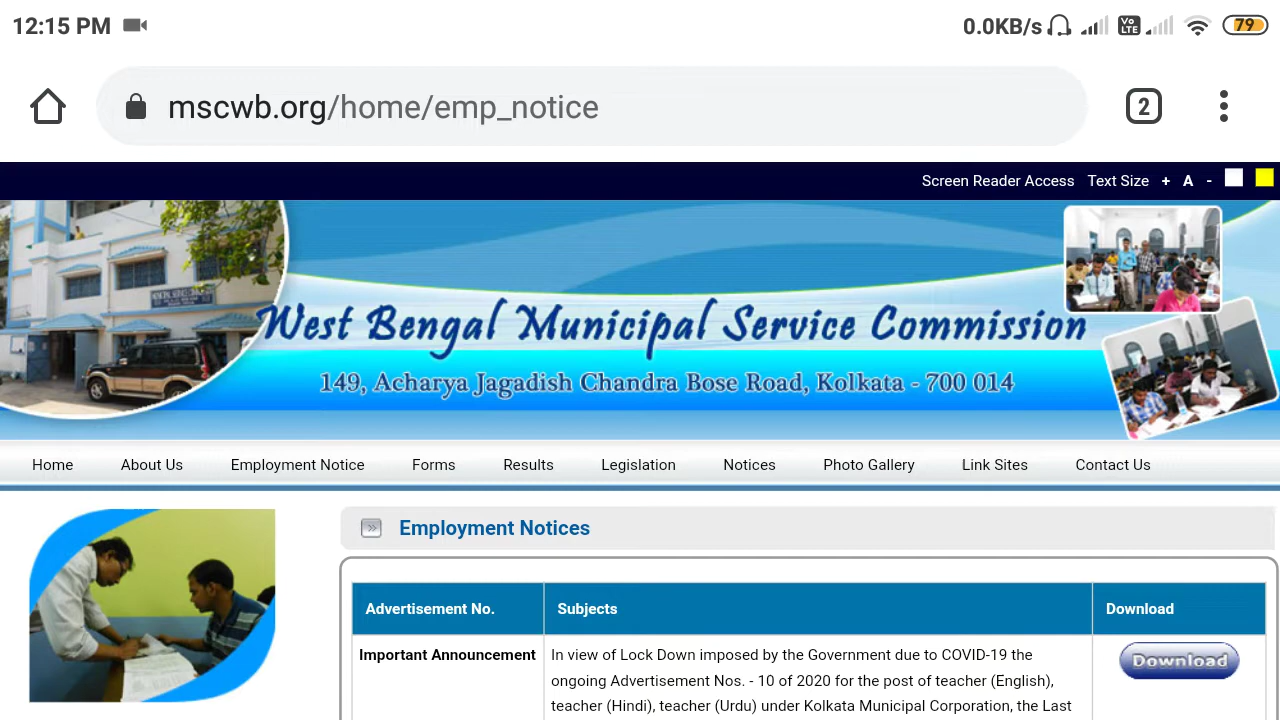 12:15 PM
0.0KB/s
Vo LTE
79
mscwb.org/home/emp_notice
2
Screen Reader Access Text Size + A -
West Bengal Municipal Service Commission
149, Acharya Jagadish Chandra Bose Road, Kolkata - 700 014
Home About Us Employment Notice Forms Results Legislation Notices Photo Gallery Link Sites Contact Us
Employment Notices
Advertisement No. Subjects Download
Important Announcement In view of Lock Down imposed by the Government due to COVID-19 the Download
ongoing Advertisement Nos. - 10 of 2020 for the post of teacher (English),
teacher (Hindi), teacher (Urdu) under Kolkata Municipal Corporation, the Last